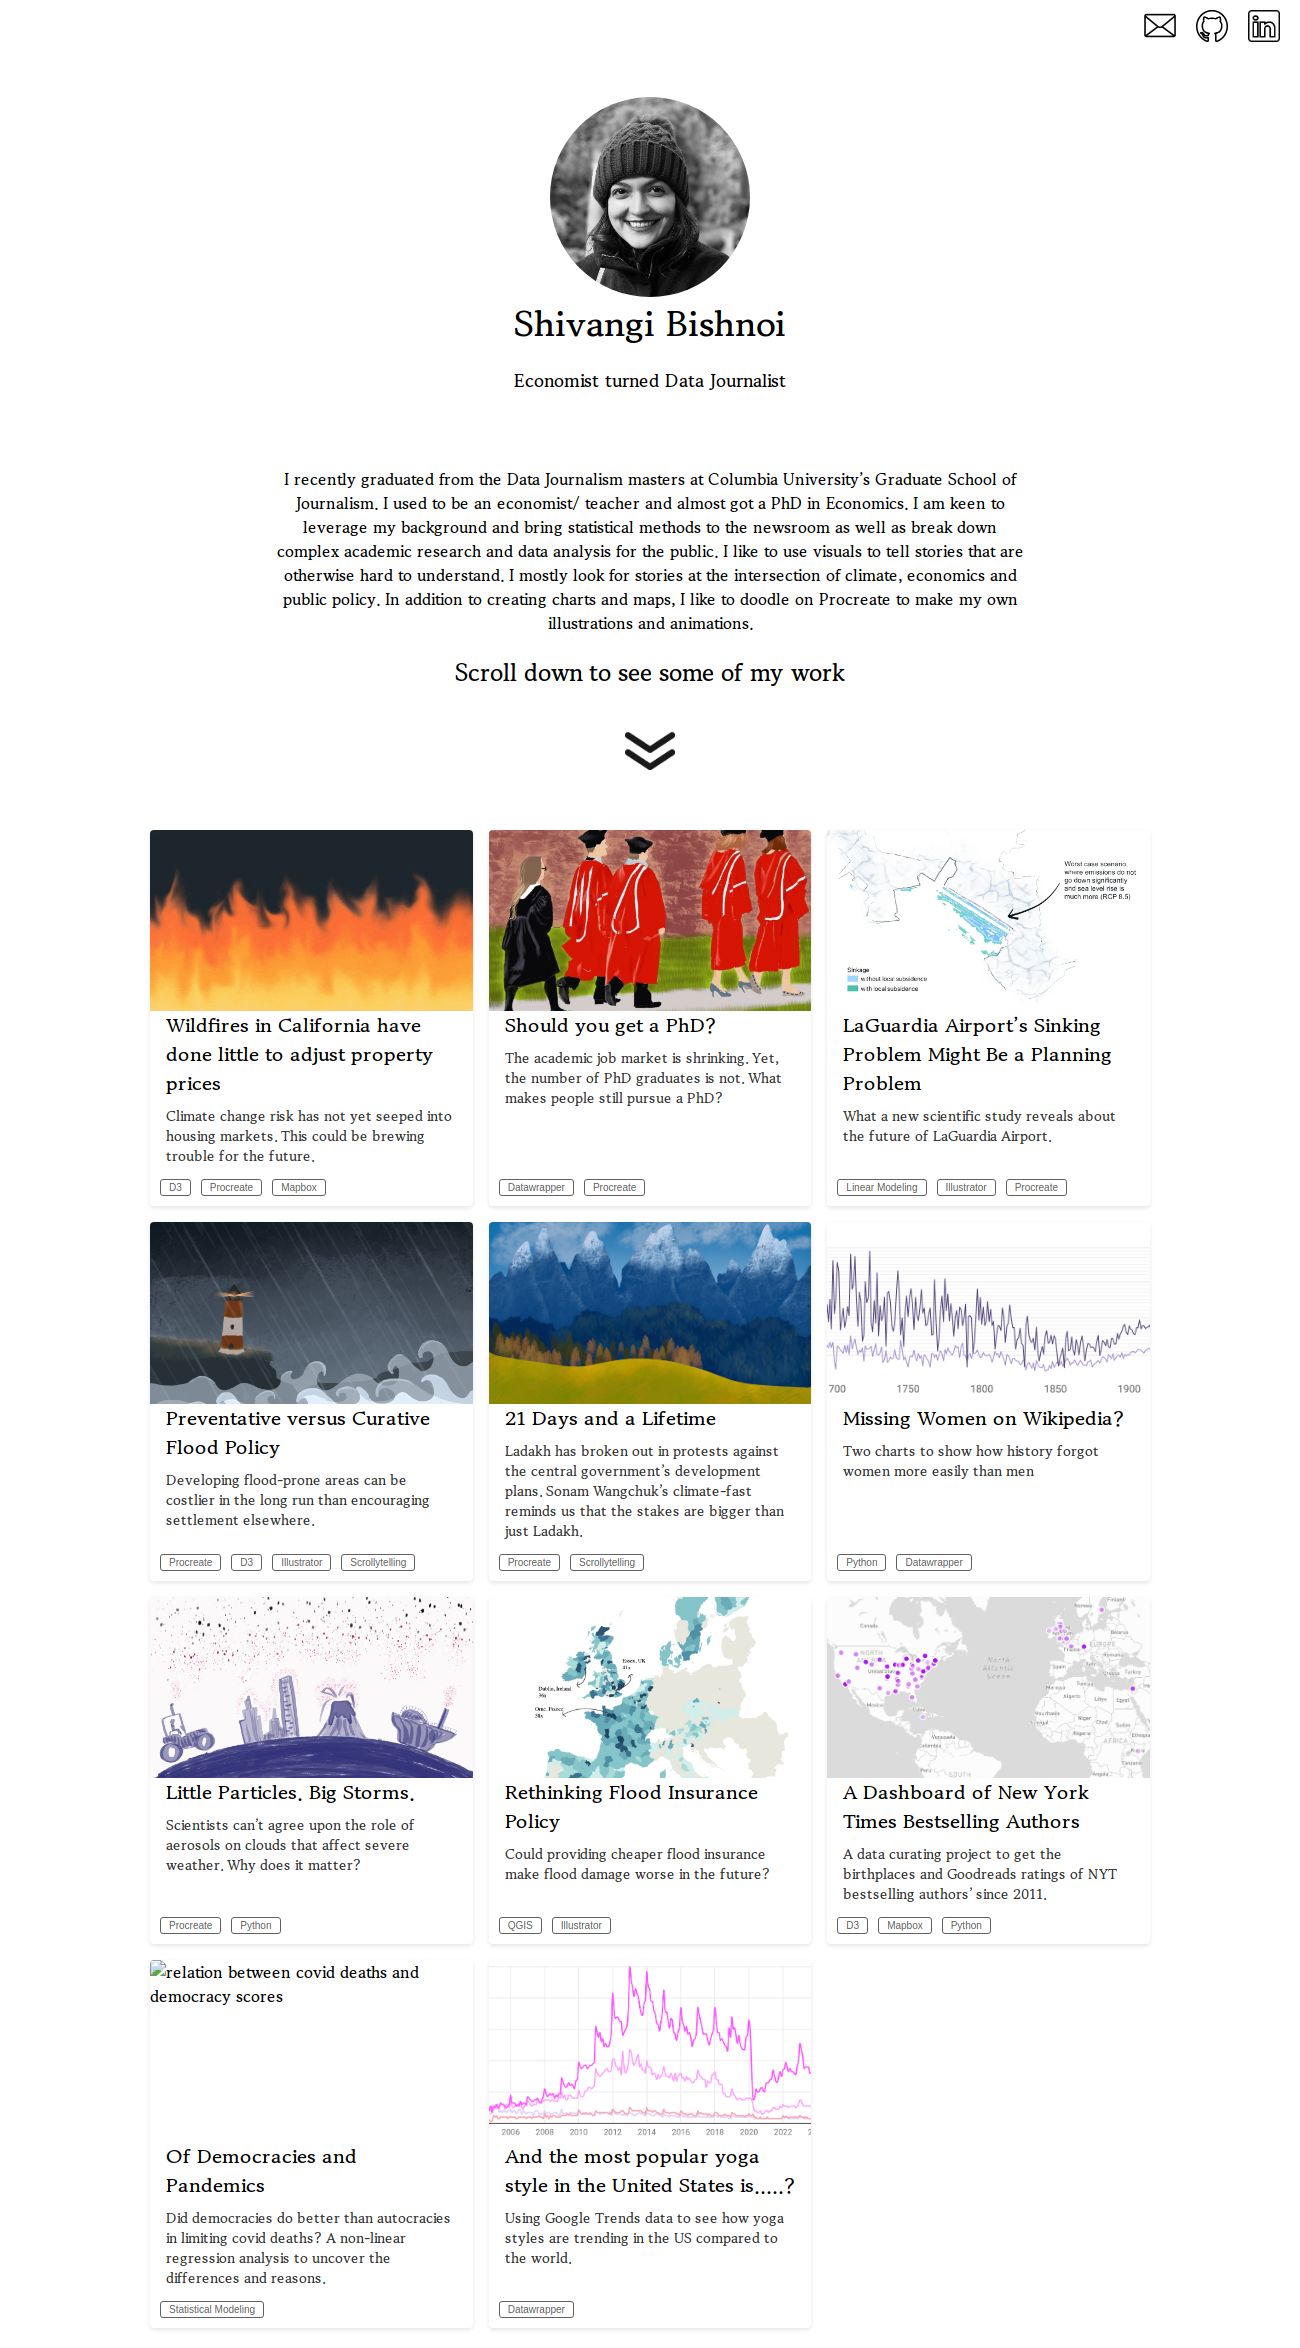 Shivangi Bishnoi
Economist turned Data Journalist
I recently graduated from the Data Journalism masters at Columbia University's Graduate School of
Journalism. I used to be an economist/ teacher and almost got a PhD in Economics. I am keen to
leverage my background and bring statistical methods to the newsroom as well as break down
complex academic research and data analysis for the public. I like to use visuals to tell stories that are
otherwise hard to understand. I mostly look for stories at the intersection of climate, economics and
public policy. In addition to creating charts and maps, I like to doodle on Procreate to make my own
illustrations and animations.
Scroll down to see some of my work
Wildfires in California have
done little to adjust property
prices
Climate change risk has not yet seeped into
housing markets. This could be brewing
trouble for the future.
D3 Procreate Mapbox
Should you get a PhD?
The academic job market is shrinking. Yet,
the number of PhD graduates is not. What
makes people still pursue a PhD?
Datawrapper Procreate
Worst case scenario
where emissions do not
go down significantly
and sea level rise is
much more (RCP 8.5)
Sinkage
without local subsidence
with local subsidence
LaGuardia Airport's Sinking
Problem Might Be a Planning
Problem
What a new scientific study reveals about
the future of LaGuardia Airport.
Linear Modeling Illustrator Procreate
Preventative versus Curative
Flood Policy
Developing flood-prone areas can be
costlier in the long run than encouraging
settlement elsewhere.
Procreate D3 Illustrator Scrollytelling
21 Days and a Lifetime
Ladakh has broken out in protests against
the central government's development
plans. Sonam Wangchuk's climate-fast
reminds us that the stakes are bigger than
just Ladakh.
Procreate Scrollytelling
700 1750 1800 1850 1900
Missing Women on Wikipedia?
Two charts to show how history forgot
women more easily than men
Python Datawrapper
Little Particles. Big Storms.
Scientists can't agree upon the role of
aerosols on clouds that affect severe
weather. Why does it matter?
Procreate Python
Essex, UK
Dublin, Ireland
Orne, France
Rethinking Flood Insurance
Policy
Could providing cheaper flood insurance
make flood damage worse in the future?
QGIS Illustrator
Canada
North
Atlantic
Ocean
EUROPE
AFRICA
SOUTH
A Dashboard of New York
Times Bestselling Authors
A data curating project to get the
birthplaces and Goodreads ratings of NYT
bestselling authors' since 2011.
D3 Mapbox Python
relation between covid deaths and
democracy scores
Of Democracies and
Pandemics
Did democracies do better than autocracies
in limiting covid deaths? A non-linear
regression analysis to uncover the
differences and reasons.
Statistical Modeling
2006 2008 2010 2012 2014 2016 2018 2020 2022
And the most popular yoga
style in the United States is.....?
Using Google Trends data to see how yoga
styles are trending in the US compared to
the world.
Datawrapper